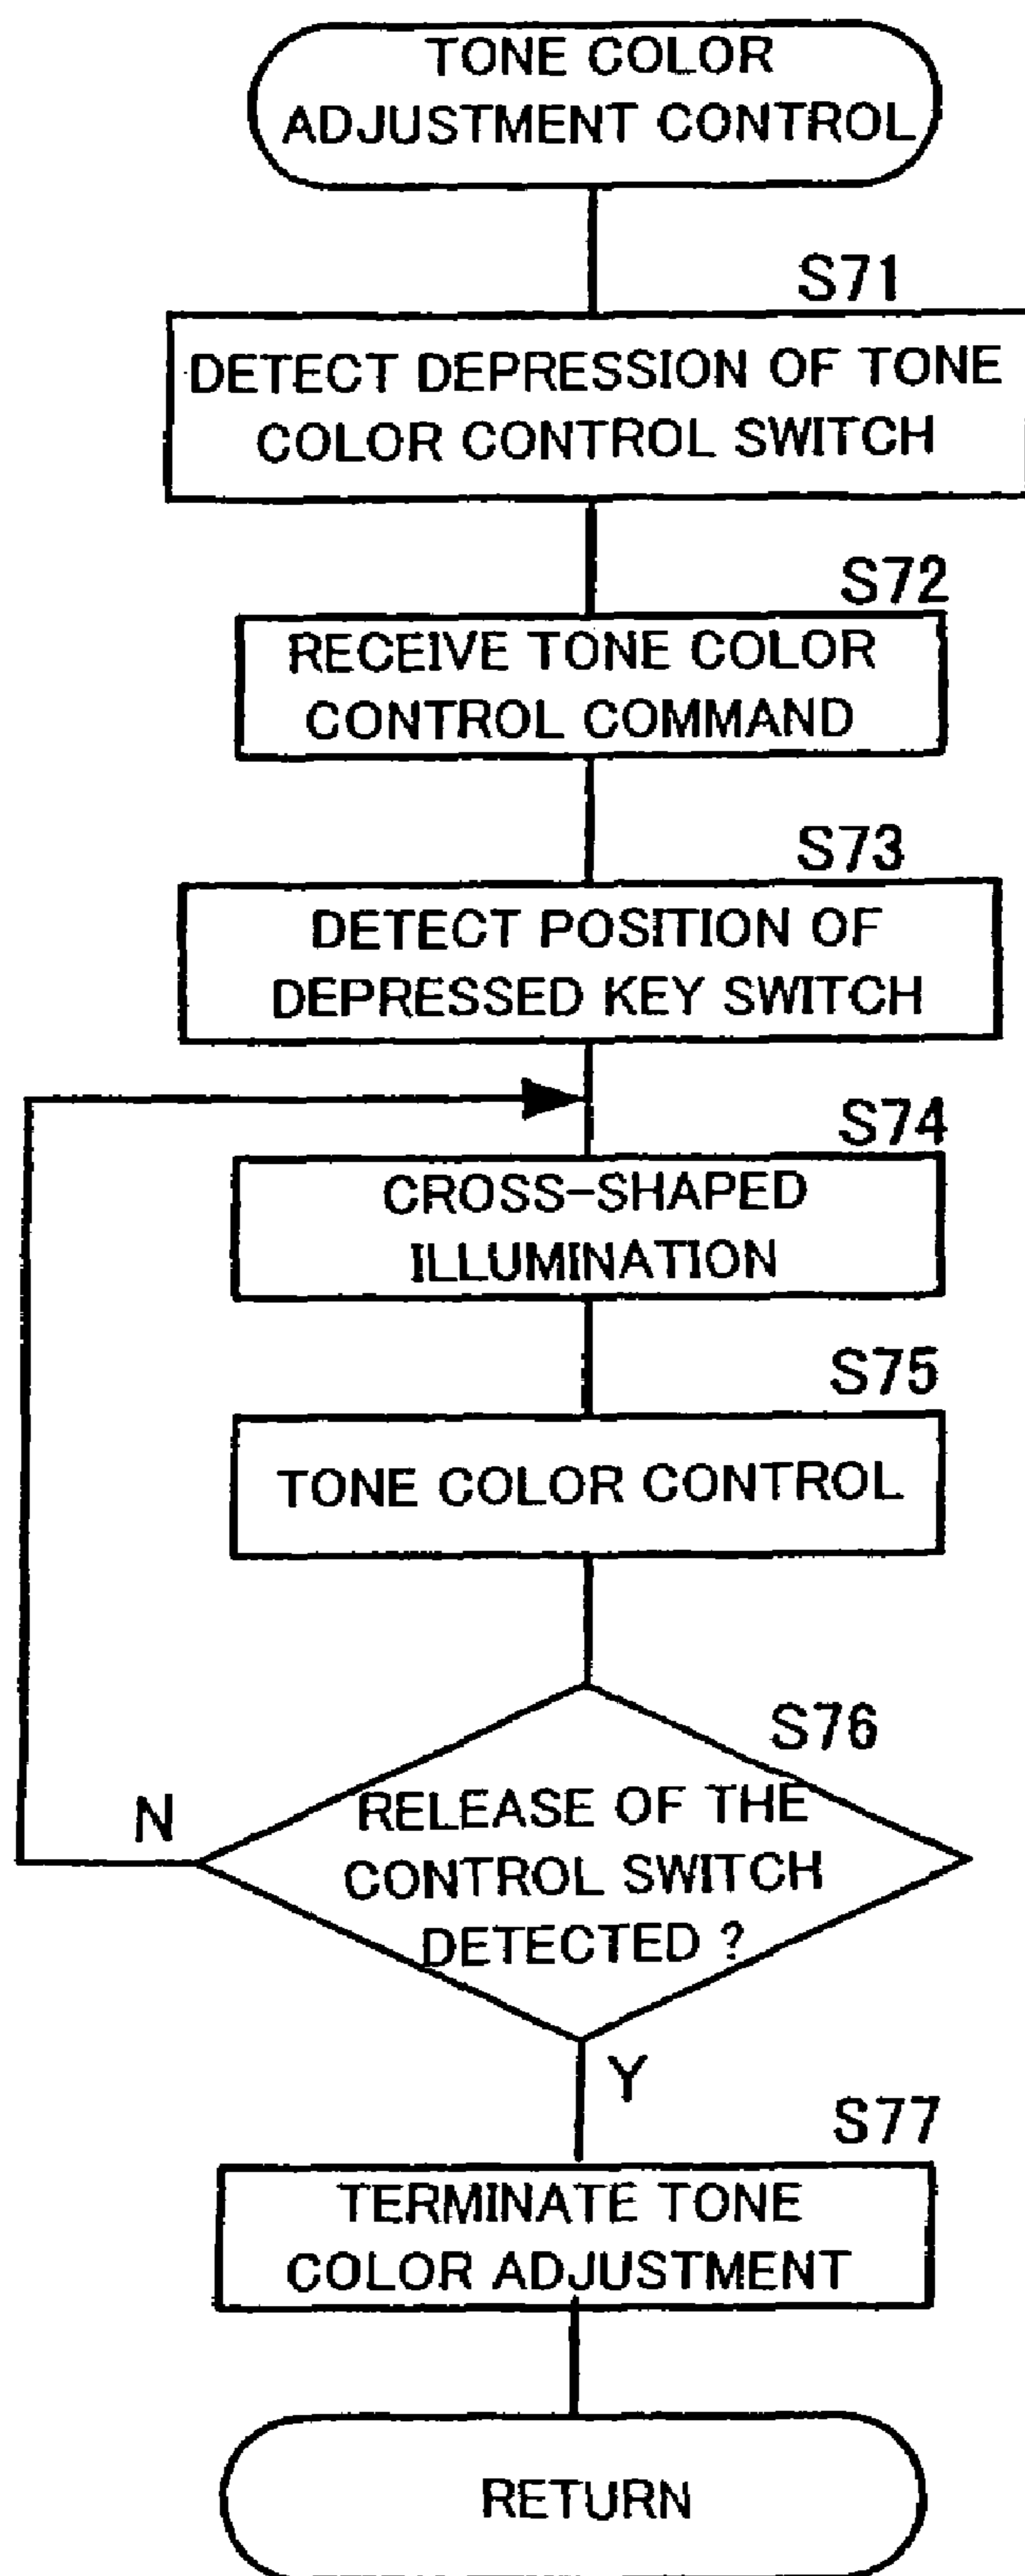 TONE COLOR
ADJUSTMENT CONTROL
S71
DETECT DEPRESSION OF TONE
COLOR CONTROL SWITCH
S72
RECEIVE TONE COLOR
CONTROL COMMAND
S73
DETECT POSITION OF
DEPRESSED KEY SWITCH
S74
CROSS-SHAPED
ILLUMINATION
S75
TONE COLOR CONTROL
S76
RELEASE OF THE
CONTROL SWITCH
DETECTED ?
N
Y
S77
TERMINATE TONE
COLOR ADJUSTMENT
RETURN